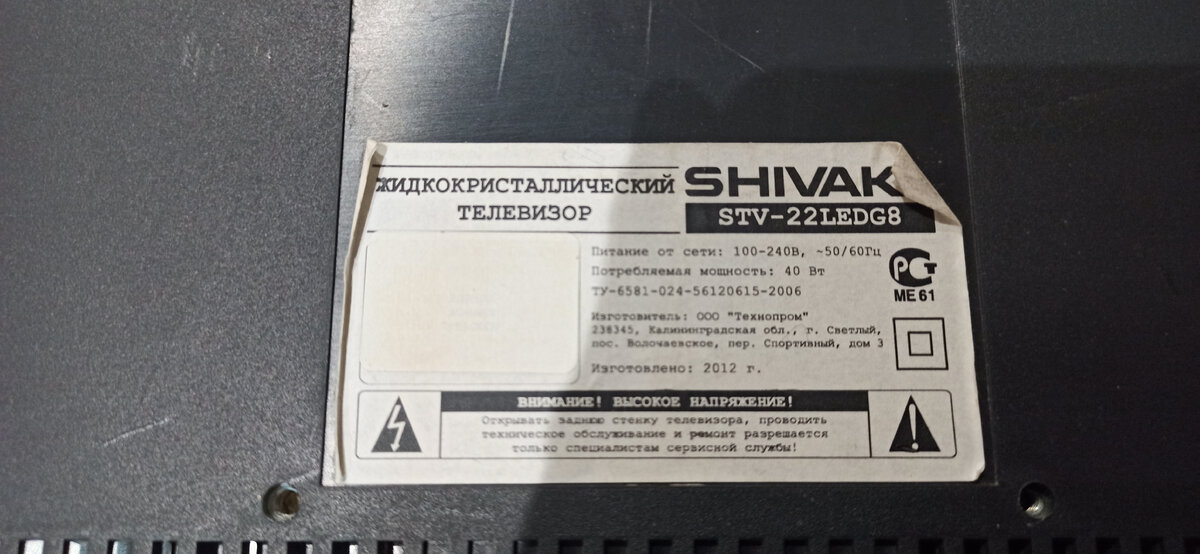 ЖИДКОКРИСТАЛЛИЧЕСКИЙ
ТЕЛЕВИЗОР
SHIVAK
STV-22LEDG8
Питание от сети: 100-240В, ~50/60Гц
Потребляемая мощность: 40 Вт
ТУ-6581-024-56120615-2006
РСТ
МЕ61
Изготовитель: ООО "Технопром"
238345, Калининградская обл., г. Светлый,
пос. Волочаевское, пер. Спортивный, дом 3
Изготовлено: 2012 г.
ВНИМАНИЕ! ВЫСОКОЕ НАПРЯЖЕНИЕ!
Открывать заднюю стенку телевизора, проводить
техническое обслуживание и ремонт разрешается
только специалистам сервисной службы!